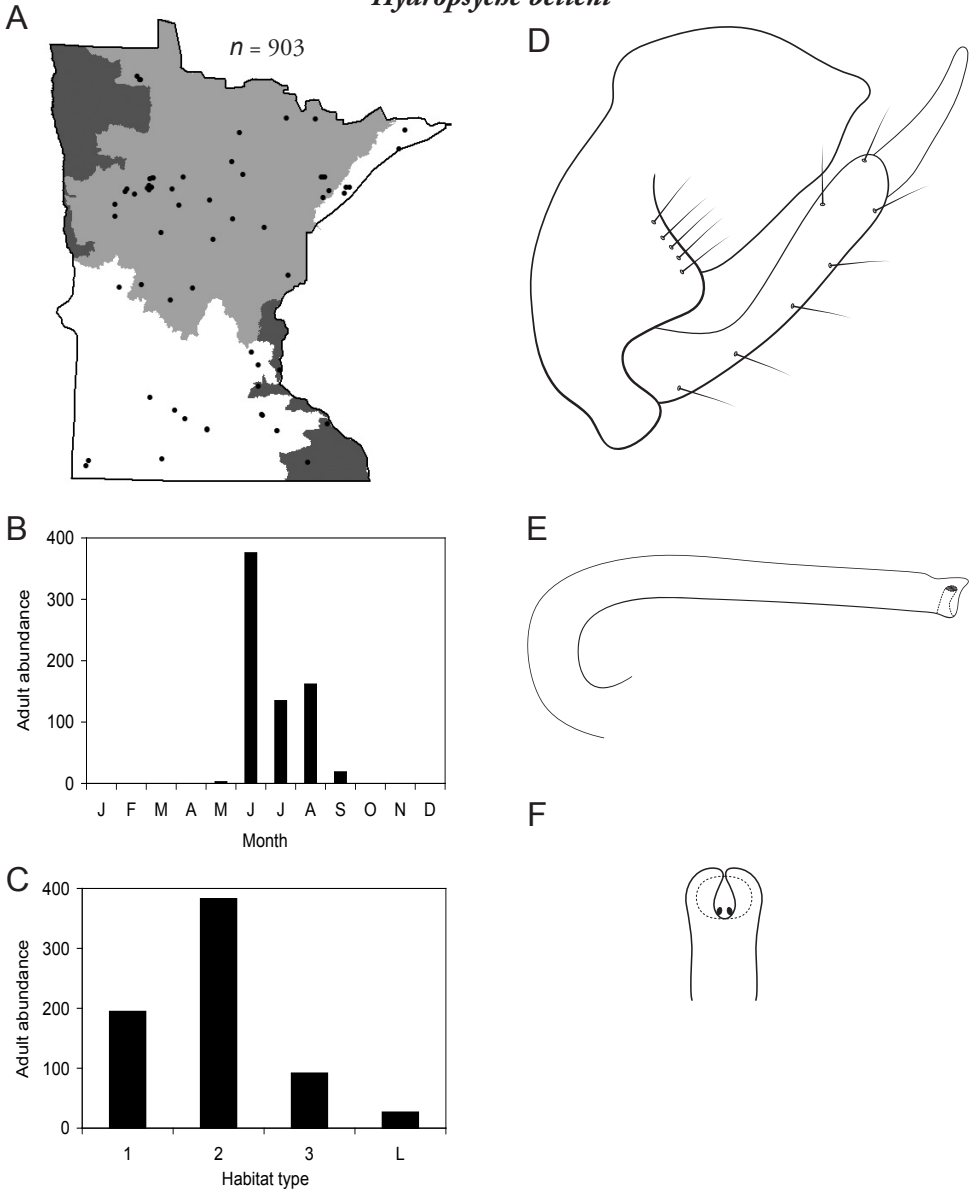 Hydropsyche betteni
A
n = 903
B
400
300
200
100
0
Adult abundance
J F M A M J J A S O N D
Month
C
400
300
200
100
0
Adult abundance
1 2 3 L
Habitat type
D
E
F